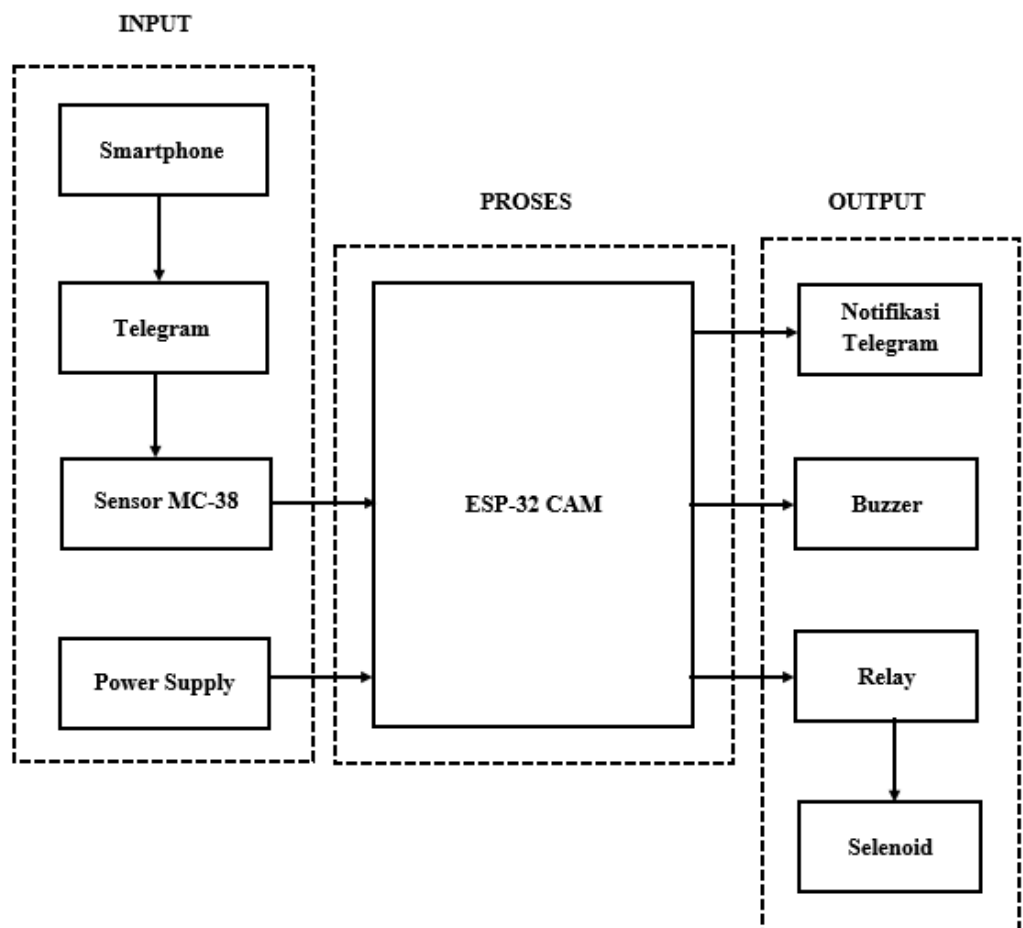 INPUT
Smartphone
Telegram
Sensor MC-38
Power Supply
PROSES
ESP-32 CAM
OUTPUT
Notifikasi
Telegram
Buzzer
Relay
Selenoid